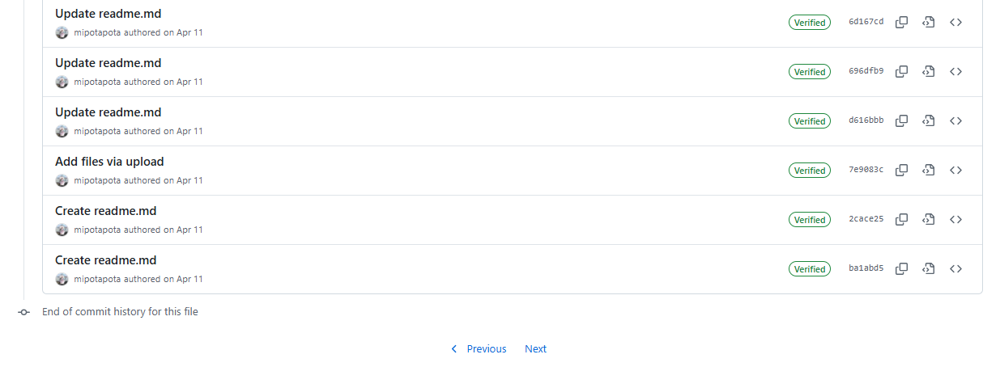 Update readme.md
Verified 6d167cd
mipotapota authored on Apr 11
Update readme.md
Verified 696dfb9
mipotapota authored on Apr 11
Update readme.md
Verified d616bbb
mipotapota authored on Apr 11
Add files via upload
Verified 7e9083c
mipotapota authored on Apr 11
Create readme.md
Verified 2cace25
mipotapota authored on Apr 11
Create readme.md
Verified ba1abd5
mipotapota authored on Apr 11
End of commit history for this file
Previous Next